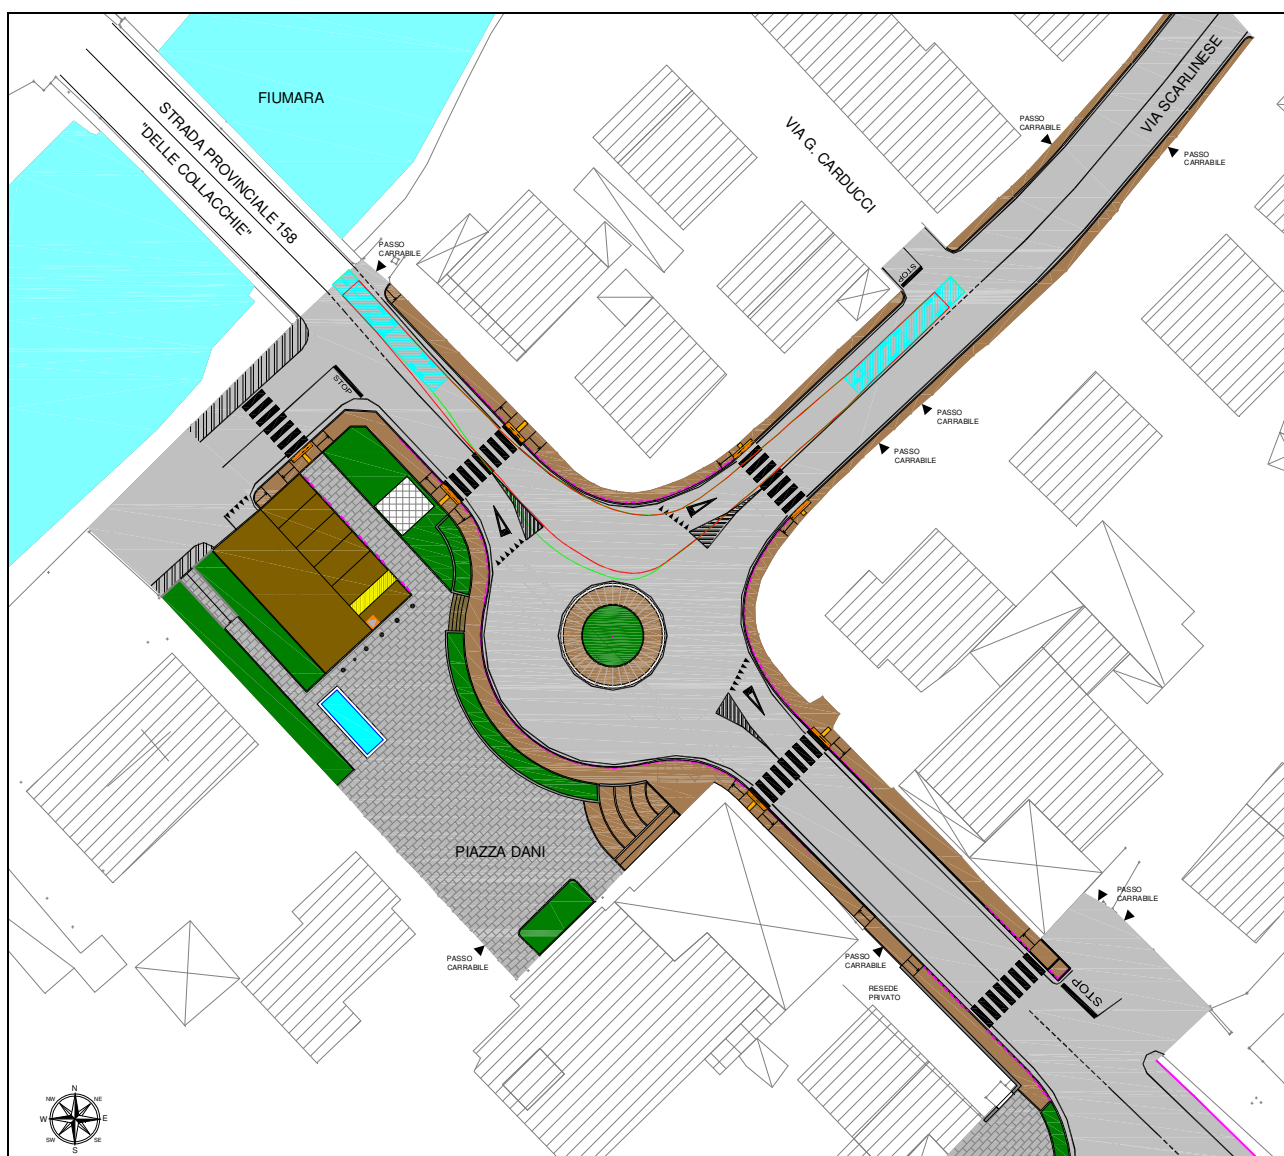 FIUMARA
STRADA PROVINCIALE 158
"DELLE COLLACCHIE"
VIA G. CARDUCCI
VIA SCARLINESE
PASSO
CARRABILE
PASSO
CARRABILE
PASSO
CARRABILE
STOP
STOP
PASSO
CARRABILE
PASSO
CARRABILE
PIAZZA DANI
PASSO
CARRABILE
PASSO
CARRABILE
PASSO
CARRABILE
RESEDE
PRIVATO
STOP
N
NW
NE
W
E
SW
SE
S